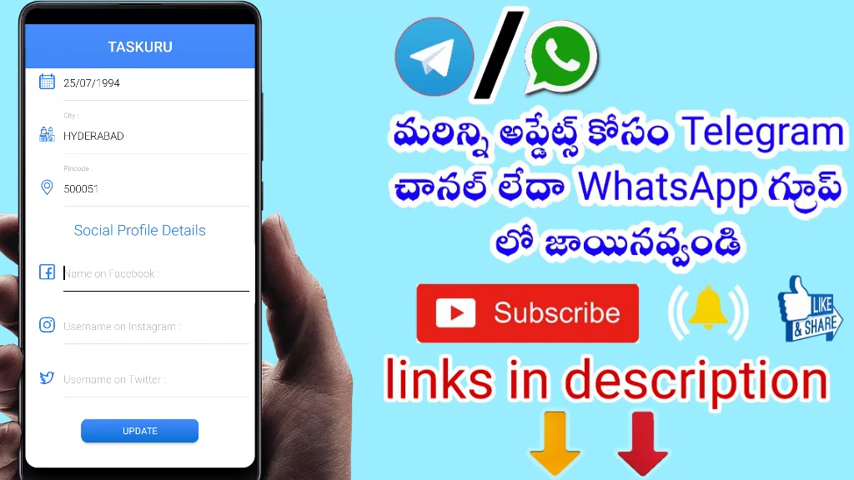 TASKURU
25/07/1994
City :
HYDERABAD
Pincode :
500051
Social Profile Details
Name on Facebook :
Username on Instagram :
Username on Twitter :
UPDATE
మరిన్ని అప్డేట్స్ కోసం Telegram
చానల్ లేదా WhatsApp గ్రూప్
లో జాయినవ్వండి
Subscribe
LIKE
& SHARE
links in description